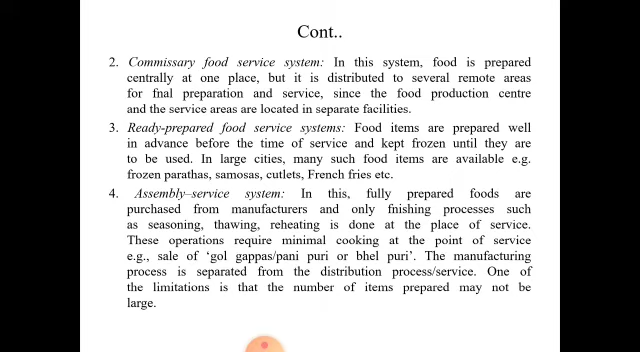 Cont..
2. Commissary food service system: In this system, food is prepared
centrally at one place, but it is distributed to several remote areas
for fnal preparation and service, since the food production centre
and the service areas are located in separate facilities.
3. Ready-prepared food service systems: Food items are prepared well
in advance before the time of service and kept frozen until they are
to be used. In large cities, many such food items are available e.g.
frozen parathas, samosas, cutlets, French fries etc.
4. Assembly–service system: In this, fully prepared foods are
purchased from manufacturers and only fnishing processes such
as seasoning, thawing, reheating is done at the place of service.
These operations require minimal cooking at the point of service
e.g., sale of ‘gol gappas/pani puri or bhel puri’. The manufacturing
process is separated from the distribution process/service. One of
the limitations is that the number of items prepared may not be
large.